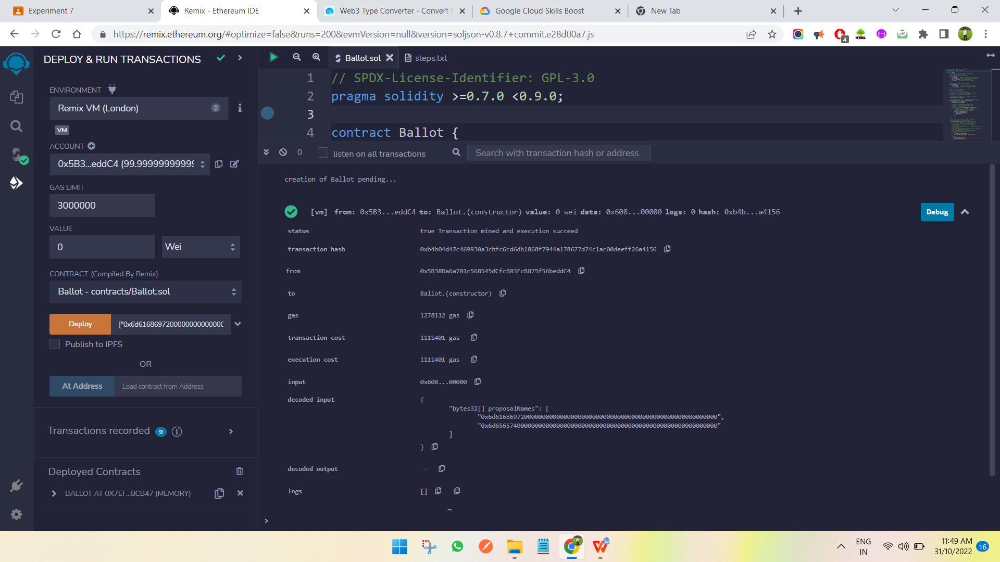 Experiment 7
Remix - Ethereum IDE
Web3 Type Converter - Convert f
Google Cloud Skills Boost
New Tab
https://remix.ethereum.org/#optimize=false&runs=200&evmVersion=null&version=soljson-v0.8.7+commit.e28d00a7.js
4
HTML
DEPLOY & RUN TRANSACTIONS
ENVIRONMENT
Remix VM (London)
VM
ACCOUNT
0x5B3...eddC4 (99.9999999999
GAS LIMIT
3000000
VALUE
0
Wei
CONTRACT (Compiled By Remix)
Ballot - contracts/Ballot.sol
Deploy
["0x6d6168697200000000000000
Publish to IPFS
OR
At Address
Load contract from Address
Transactions recorded 9
Deployed Contracts
BALLOT AT 0X7EF...8CB47 (MEMORY)
Ballot.sol
steps.txt
1 // SPDX-License-Identifier: GPL-3.0
2 pragma solidity >=0.7.0 <0.9.0;
3
4 contract Ballot {
0
listen on all transactions
Search with transaction hash or address
creation of Ballot pending...
[vm] from: 0x5B3...eddC4 to: Ballot.(constructor) value: 0 wei data: 0x608...00000 logs: 0 hash: 0xb4b...a4156
Debug
status true Transaction mined and execution succeed
transaction hash 0xb4b04d47c469930a3cbfc6cd6db1868f7944a178677d74c1ac00deeff26a4156
from 0x5B38Da6a701c568545dCfcB03FcB875f56beddC4
to Ballot.(constructor)
gas 1278112 gas
transaction cost 1111401 gas
execution cost 1111401 gas
input 0x608...00000
decoded input {
"bytes32[] proposalNames": [
"0x6d61686972000000000000000000000000000000000000000000000000000000",
"0x6d65657400000000000000000000000000000000000000000000000000000000"
]
}
decoded output -
logs []
>
ENG
IN
11:49 AM
31/10/2022
16